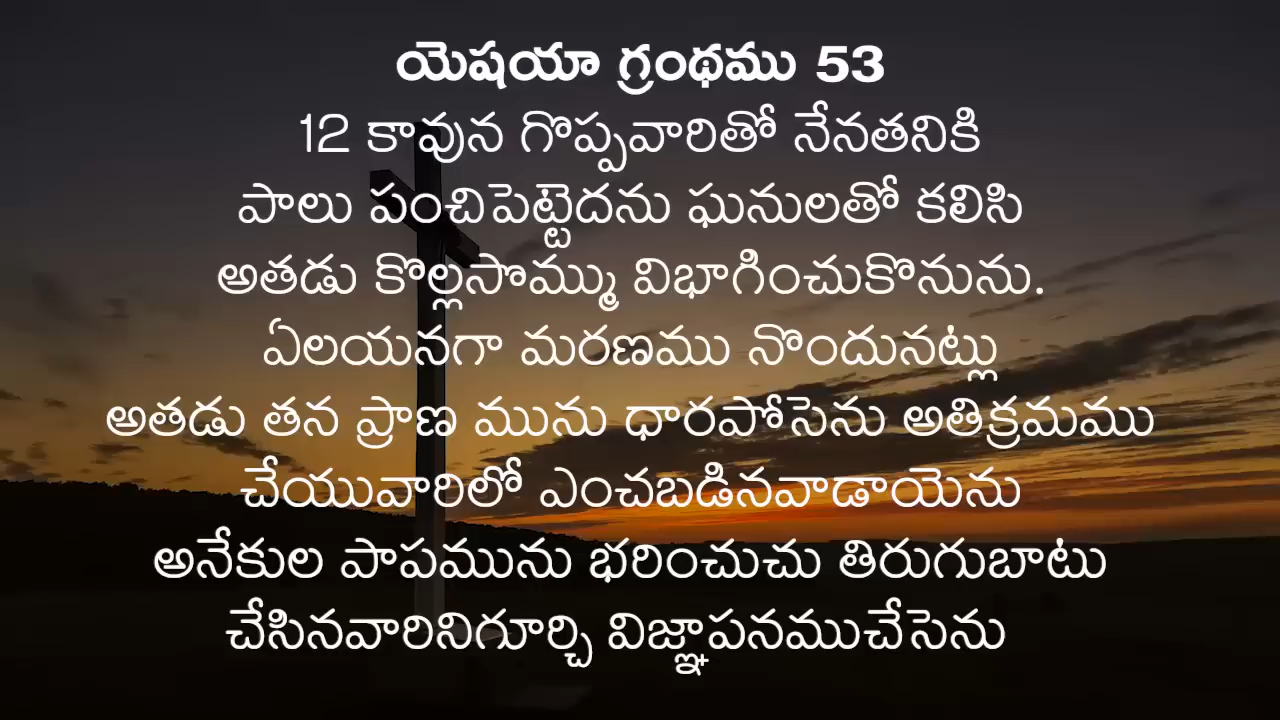 యెషయా గ్రంథము 53
12 కావున గొప్పవారితో నేనతనికి
పాలు పంచిపెట్టెదను ఘనులతో కలిసి
అతడు కొల్లసొమ్ము విభాగించుకొనును.
ఏలయనగా మరణము నొందునట్లు
అతడు తన ప్రాణ మును ధారపోసెను అతిక్రమము
చేయువారిలో ఎంచబడినవాడాయెను
అనేకుల పాపమును భరించుచు తిరుగుబాటు
చేసినవారినిగూర్చి విజ్ఞాపనముచేసెను